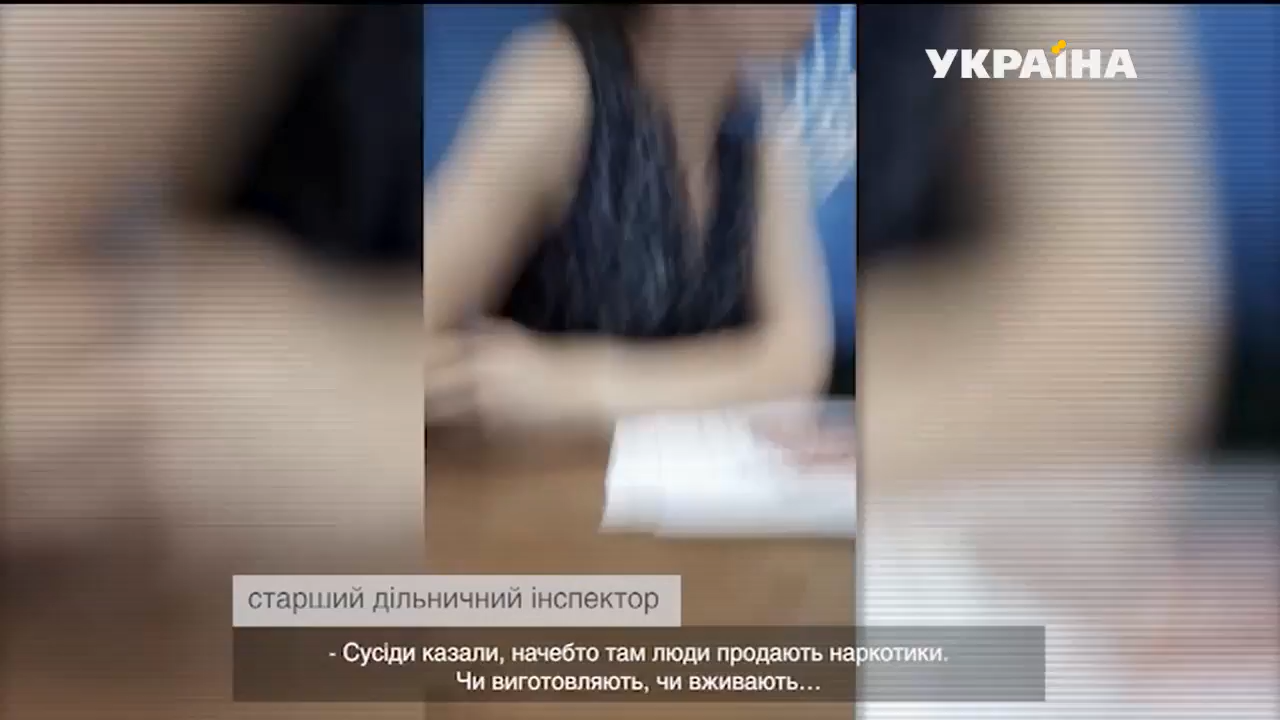 УКРАЇНА
старший дільничний інспектор
- Сусіди казали, начебто там люди продають наркотики.
Чи виготовляють, чи вживають...